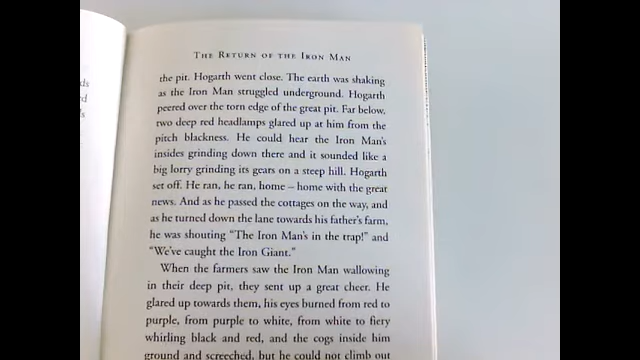 THE RETURN OF THE IRON MAN
the pit. Hogarth went close. The earth was shaking
as the Iron Man struggled underground. Hogarth
peered over the torn edge of the great pit. Far below,
two deep red headlamps glared up at him from the
pitch blackness. He could hear the Iron Man's
insides grinding down there and it sounded like a
big lorry grinding its gears on a steep hill. Hogarth
set off. He ran, he ran, home – home with the great
news. And as he passed the cottages on the way, and
as he turned down the lane towards his father's farm,
he was shouting "The Iron Man's in the trap!" and
"We've caught the Iron Giant."
When the farmers saw the Iron Man wallowing
in their deep pit, they sent up a great cheer. He
glared up towards them, his eyes burned from red to
purple, from purple to white, from white to fiery
whirling black and red, and the cogs inside him
ground and screeched, but he could not climb out